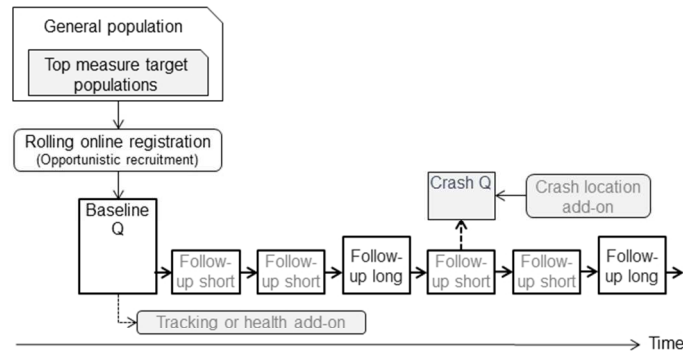 General population
Top measure target
populations
Rolling online registration
(Opportunistic recruitment)
Baseline
Q
Crash Q
Crash location
add-on
Follow-
up short
Follow-
up short
Follow-
up long
Follow-
up short
Follow-
up short
Follow-
up long
Tracking or health add-on
Time